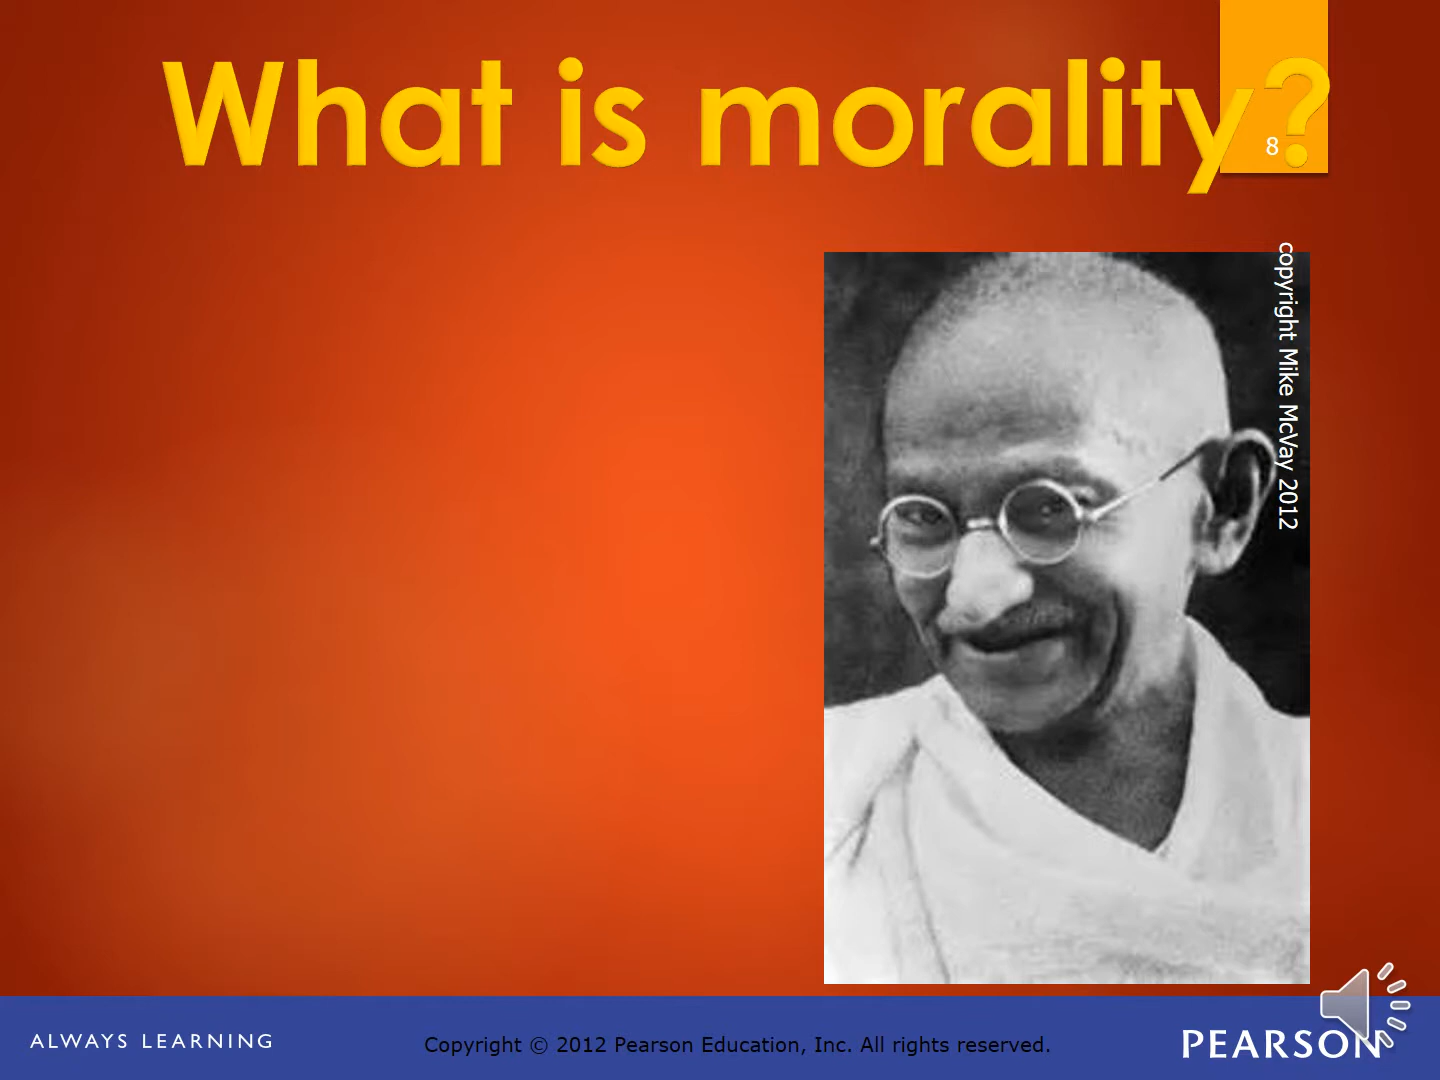 What is morality?
8
copyright Mike McVay 2012
ALWAYS LEARNING
Copyright © 2012 Pearson Education, Inc. All rights reserved.
PEARSON